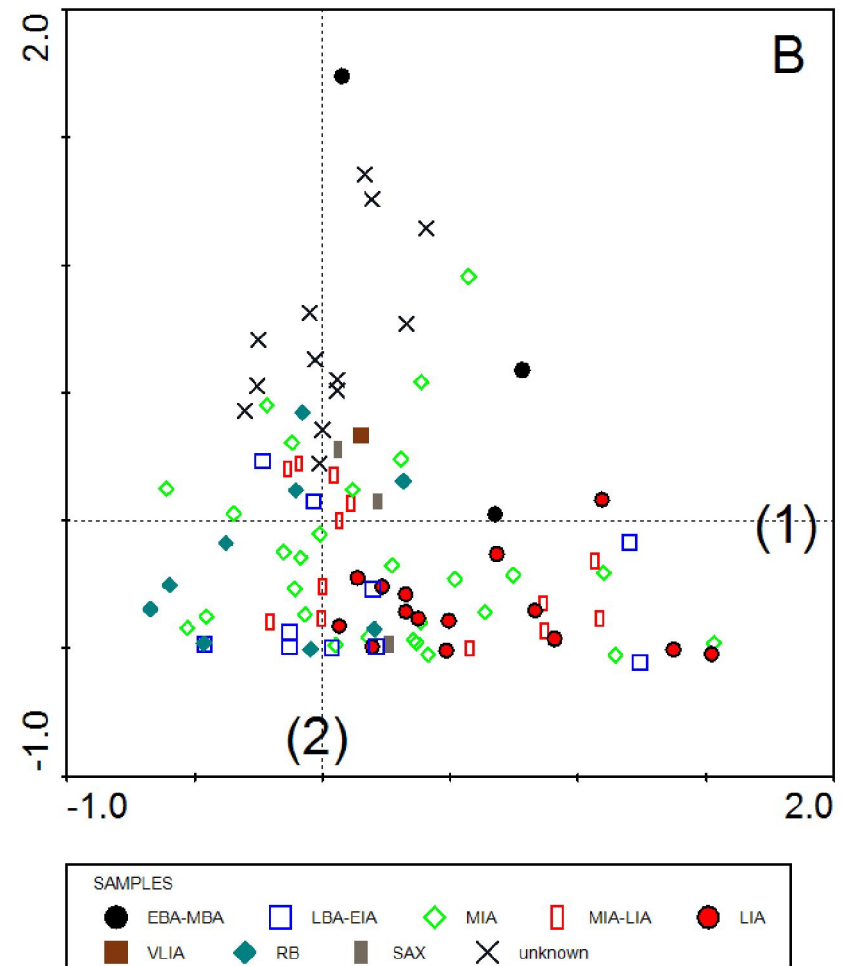 2.0
B
(1)
-1.0
(2)
-1.0 2.0
SAMPLES
EBA-MBA LBA-EIA MIA MIA-LIA LIA
VLIA RB SAX unknown